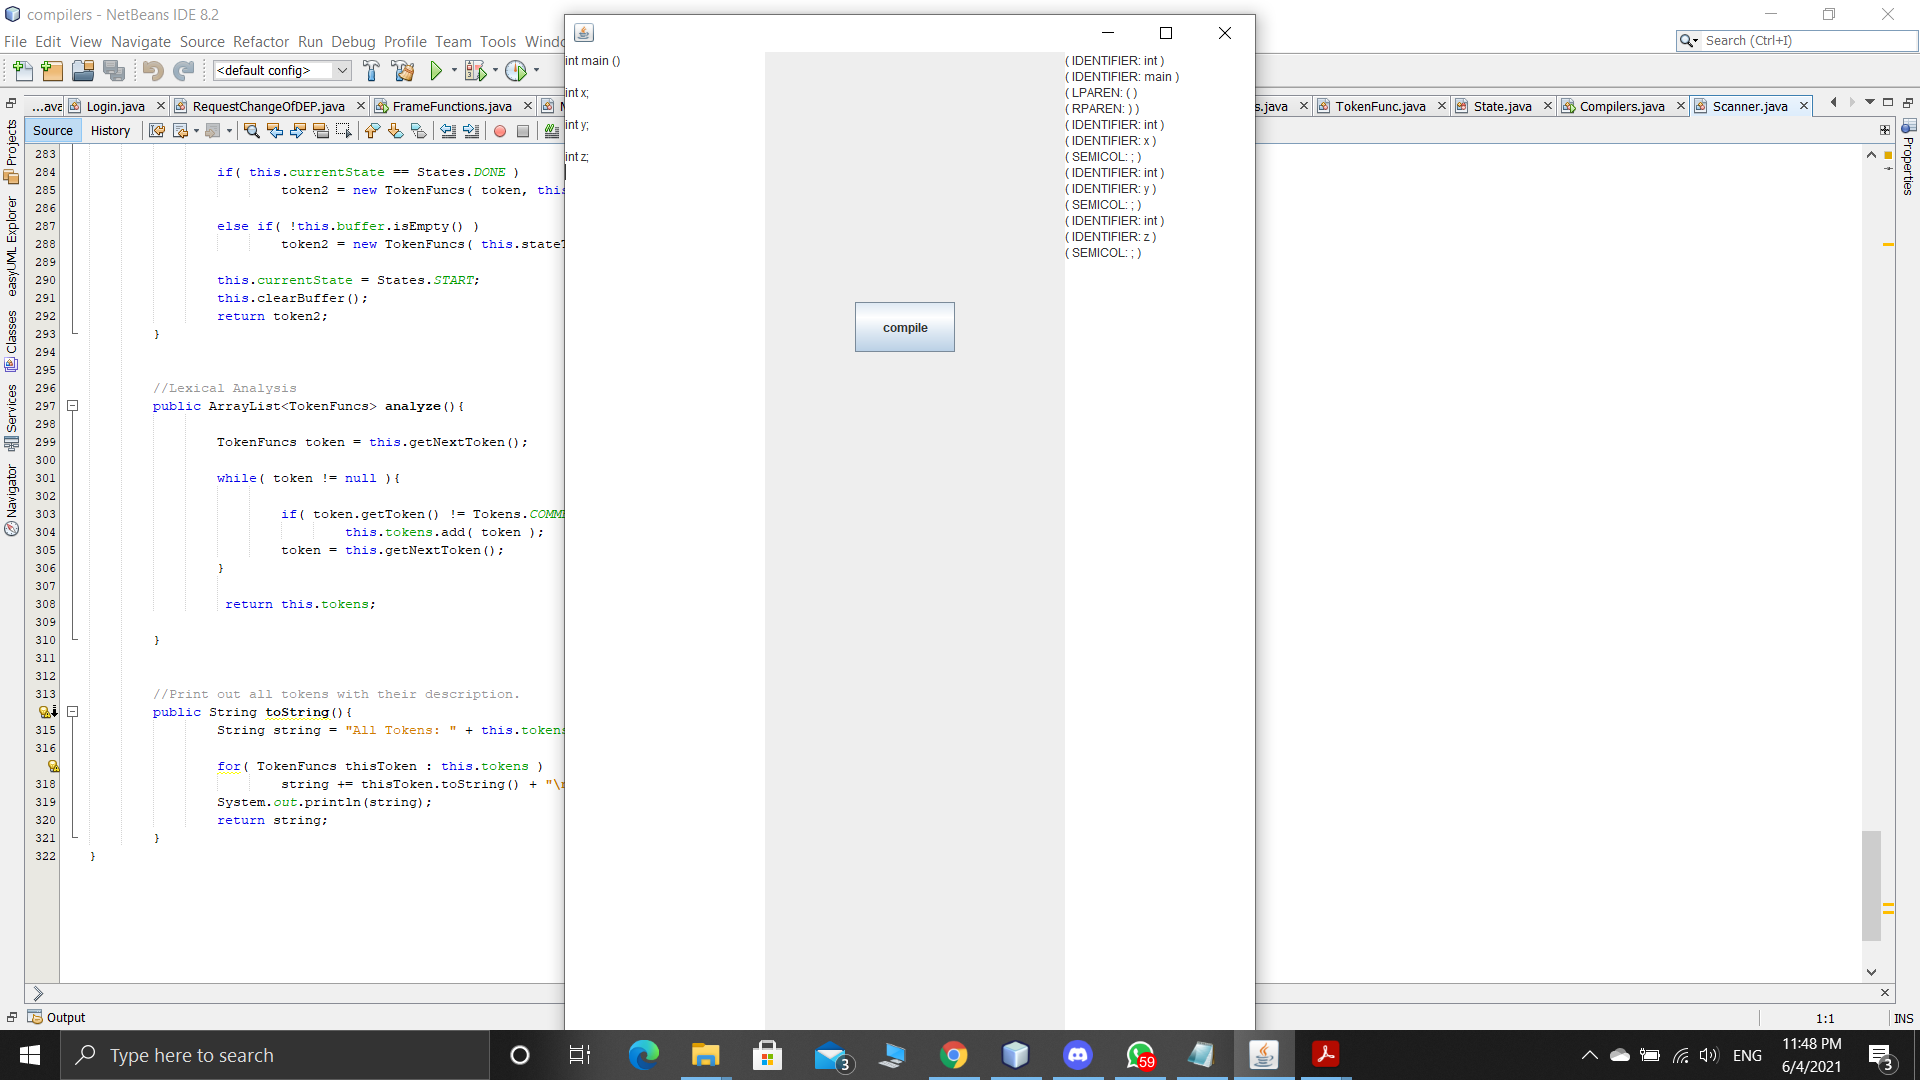 compilers - NetBeans IDE 8.2
File Edit View Navigate Source Refactor Run Debug Profile Team Tools Windo
Search (Ctrl+I)
<default config>
...ava Login.java RequestChangeOfDEP.java FrameFunctions.java
s.java TokenFunc.java State.java Compilers.java Scanner.java
Source History
Projects
easyUML Explorer
Classes
Services
Navigator
Properties
283
284 if( this.currentState == States.DONE )
285 token2 = new TokenFuncs( token, this
286
287 else if( !this.buffer.isEmpty() )
288 token2 = new TokenFuncs( this.stateT
289
290 this.currentState = States.START;
291 this.clearBuffer();
292 return token2;
293 }
294
295
296 //Lexical Analysis
297 public ArrayList<TokenFuncs> analyze(){
298
299 TokenFuncs token = this.getNextToken();
300
301 while( token != null ){
302
303 if( token.getToken() != Tokens.COMM
304 this.tokens.add( token );
305 token = this.getNextToken();
306 }
307
308 return this.tokens;
309
310 }
311
312
313 //Print out all tokens with their description.
public String toString(){
315 String string = "All Tokens: " + this.tokens
316
for( TokenFuncs thisToken : this.tokens )
318 string += thisToken.toString() + "\n
319 System.out.println(string);
320 return string;
321 }
322 }
int main ()
int x;
int y;
int z;
compile
( IDENTIFIER: int )
( IDENTIFIER: main )
( LPAREN: ( )
( RPAREN: ) )
( IDENTIFIER: int )
( IDENTIFIER: x )
( SEMICOL: ; )
( IDENTIFIER: int )
( IDENTIFIER: y )
( SEMICOL: ; )
( IDENTIFIER: int )
( IDENTIFIER: z )
( SEMICOL: ; )
Output
1:1 INS
Type here to search
3
59
ENG
11:48 PM
6/4/2021
3